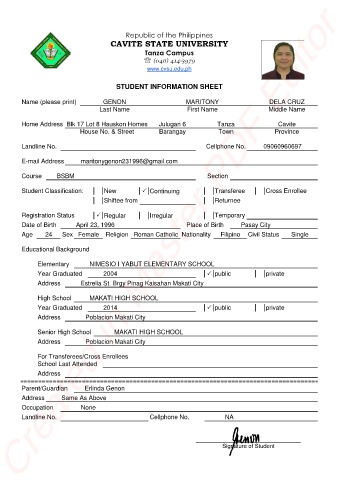 Republic of the Philippines
CAVITE STATE UNIVERSITY
Tanza Campus
☏ (046) 414-3979
www.cvsu.edu.ph
STUDENT INFORMATION SHEET
Name (please print) GENON MARITONY DELA CRUZ
Last Name First Name Middle Name
Home Address Blk 17 Lot 8 Hauskon Homes Julugan 6 Tanza Cavite
House No. & Street Barangay Town Province
Landline No. Cellphone No. 09060960697
E-mail Address maritonygenon231996@gmail.com
Course BSBM Section
Student Classification: New ✓ Continuing Transferee Cross Enrollee
Shiftee from Returnee
Registration Status ✓ Regular Irregular Temporary
Date of Birth April 23, 1996 Place of Birth Pasay City
Age 24 Sex Female Religion Roman Catholic Nationality Filipino Civil Status Single
Educational Background
Elementary NIMESIO I YABUT ELEMENTARY SCHOOL
Year Graduated 2004 ✓ public private
Address Estrella St. Brgy Pinag Kaisahan Makati City
High School MAKATI HIGH SCHOOL
Year Graduated 2014 ✓ public private
Address Poblacion Makati City
Senior High School MAKATI HIGH SCHOOL
Address Poblacion Makati City
For Transferees/Cross Enrollees
School Last Attended
Address
Parent/Guardian Erlinda Genon
Address Same As Above
Occupation None
Landline No. Cellphone No. NA
Genon
Signature of Student